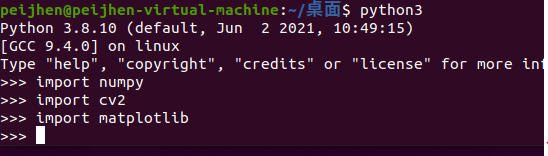 peijhen@peijhen-virtual-machine:~/桌面$ python3
Python 3.8.10 (default, Jun  2 2021, 10:49:15)
[GCC 9.4.0] on linux
Type "help", "copyright", "credits" or "license" for more
>>> import numpy
>>> import cv2
>>> import matplotlib
>>>